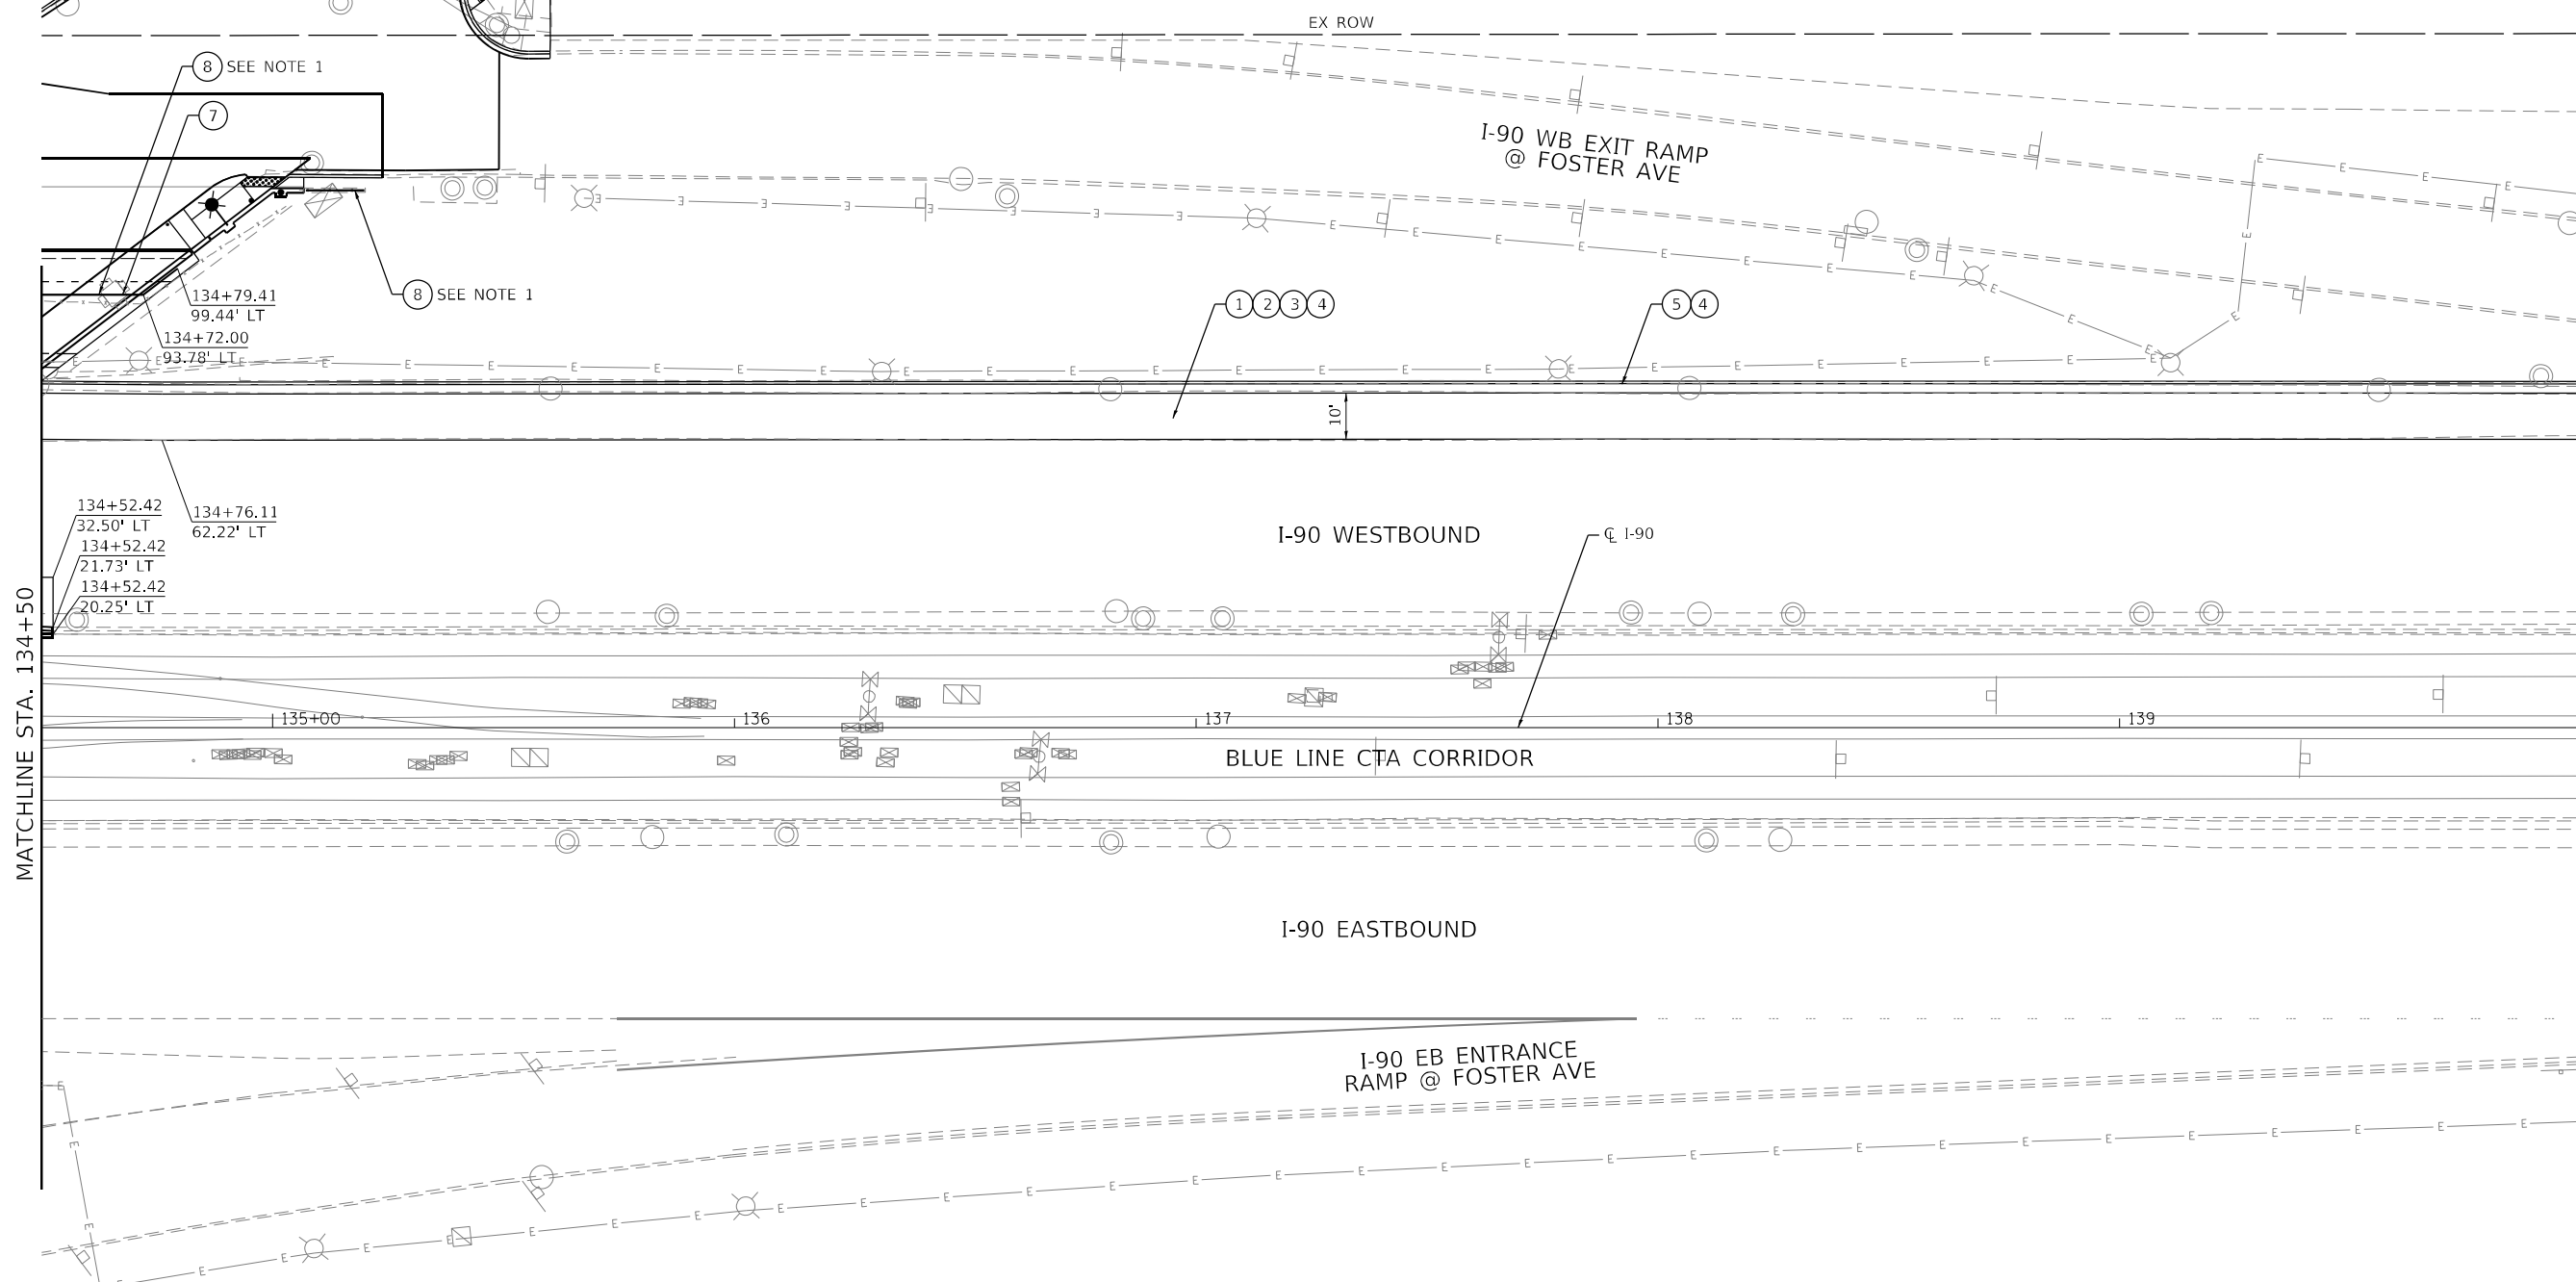 EX ROW
8 SEE NOTE 1
7
I-90 WB EXIT RAMP
@ FOSTER AVE
8 SEE NOTE 1
134+79.41
99.44' LT
134+72.00
93.78' LT
1 2 3 4
5 4
10'
134+52.42
32.50' LT
134+76.11
62.22' LT
134+52.42
21.73' LT
134+52.42
20.25' LT
I-90 WESTBOUND
℄ I-90
MATCHLINE STA. 134+50
135+00
136
137
138
139
BLUE LINE CTA CORRIDOR
I-90 EASTBOUND
I-90 EB ENTRANCE
RAMP @ FOSTER AVE